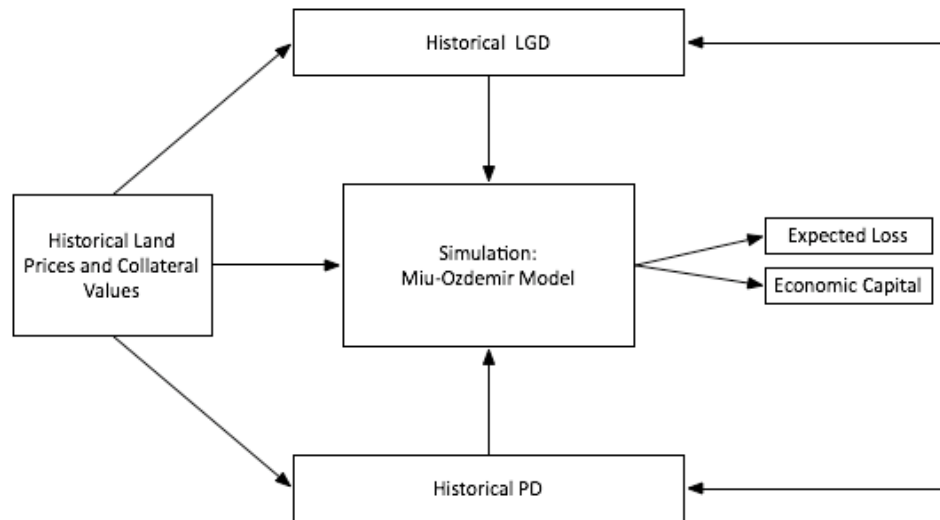 Historical LGD
Historical Land
Prices and Collateral
Values
Simulation:
Miu-Ozdemir Model
Expected Loss
Economic Capital
Historical PD